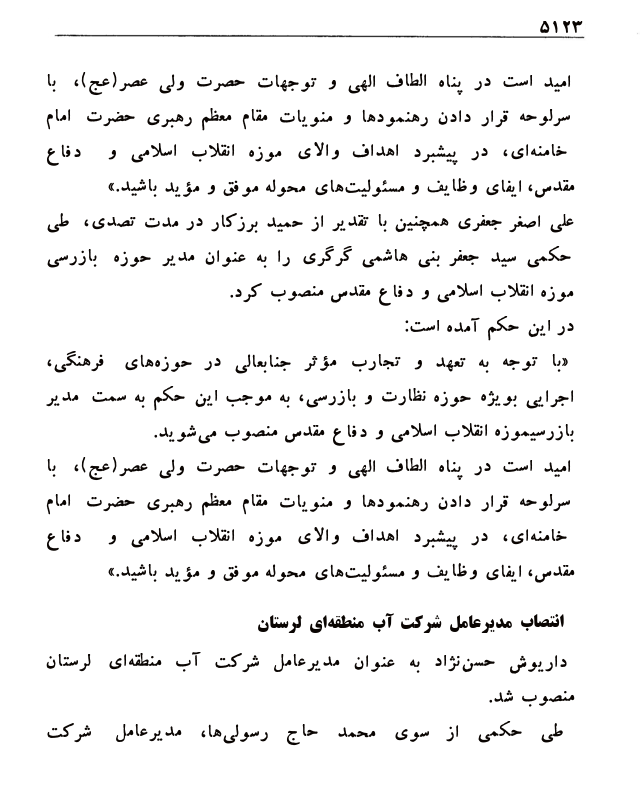 ۵۱۲۳
امید است در پناه الطاف الهی و توجهات حصرت ولی عصر(عج)، با
سرلوحه قرار دادن رهنمودها و منویات مقام معظم رهبری حضرت امام
خامنه‌ای، در پیشبرد اهداف والای موزه انقلاب اسلامی و دفاع
مقدس، ایفای وظایف و مسئولیت‌های محوله موفق و مؤید باشید.»
علی اصغر جعفری همچنین با تقدیر از حمید برزکار در مدت تصدی، طی
حکمی سید جعفر بنی هاشمی گرگری را به عنوان مدیر حوزه بازرسی
موزه انقلاب اسلامی و دفاع مقدس منصوب کرد.
در این حکم آمده است:
«با توجه به تعهد و تجارب مؤثر جنابعالی در حوزه‌های فرهنگی،
اجرایی بویژه حوزه نظارت و بازرسی، به موجب این حکم به سمت مدیر
بازرسیموزه انقلاب اسلامی و دفاع مقدس منصوب می‌شوید.
امید است در پناه الطاف الهی و توجهات حصرت ولی عصر(عج)، با
سرلوحه قرار دادن رهنمودها و منویات مقام معظم رهبری حضرت امام
خامنه‌ای، در پیشبرد اهداف والای موزه انقلاب اسلامی و دفاع
مقدس، ایفای وظایف و مسئولیت‌های محوله موفق و مؤید باشید.»
انتصاب مدیرعامل شرکت آب منطقه‌ای لرستان
داریوش حسن‌نژاد به عنوان مدیرعامل شرکت آب منطقه‌ای لرستان
منصوب شد.
طی حکمی از سوی محمد حاج رسولی‌ها، مدیرعامل شرکت